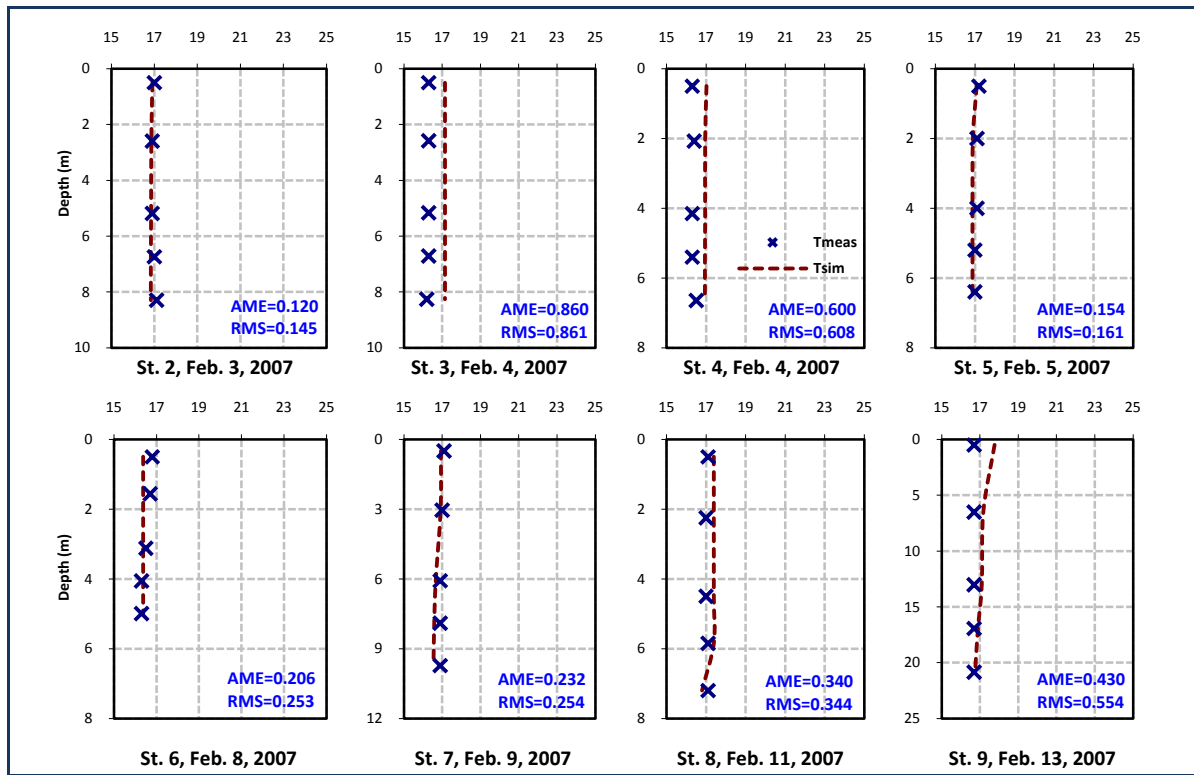 15 17 19 21 23 25
0
2
4
6
8
10
Depth (m)
AME=0.120
RMS=0.145
St. 2, Feb. 3, 2007
15 17 19 21 23 25
0
2
4
6
8
10
AME=0.860
RMS=0.861
St. 3, Feb. 4, 2007
15 17 19 21 23 25
0
2
4
6
8
Tmeas
Tsim
AME=0.600
RMS=0.608
St. 4, Feb. 4, 2007
15 17 19 21 23 25
0
2
4
6
8
AME=0.154
RMS=0.161
St. 5, Feb. 5, 2007
15 17 19 21 23 25
0
2
4
6
8
Depth (m)
AME=0.206
RMS=0.253
St. 6, Feb. 8, 2007
15 17 19 21 23 25
0
3
6
9
12
AME=0.232
RMS=0.254
St. 7, Feb. 9, 2007
15 17 19 21 23 25
0
2
4
6
8
AME=0.340
RMS=0.344
St. 8, Feb. 11, 2007
15 17 19 21 23 25
0
5
10
15
20
25
AME=0.430
RMS=0.554
St. 9, Feb. 13, 2007